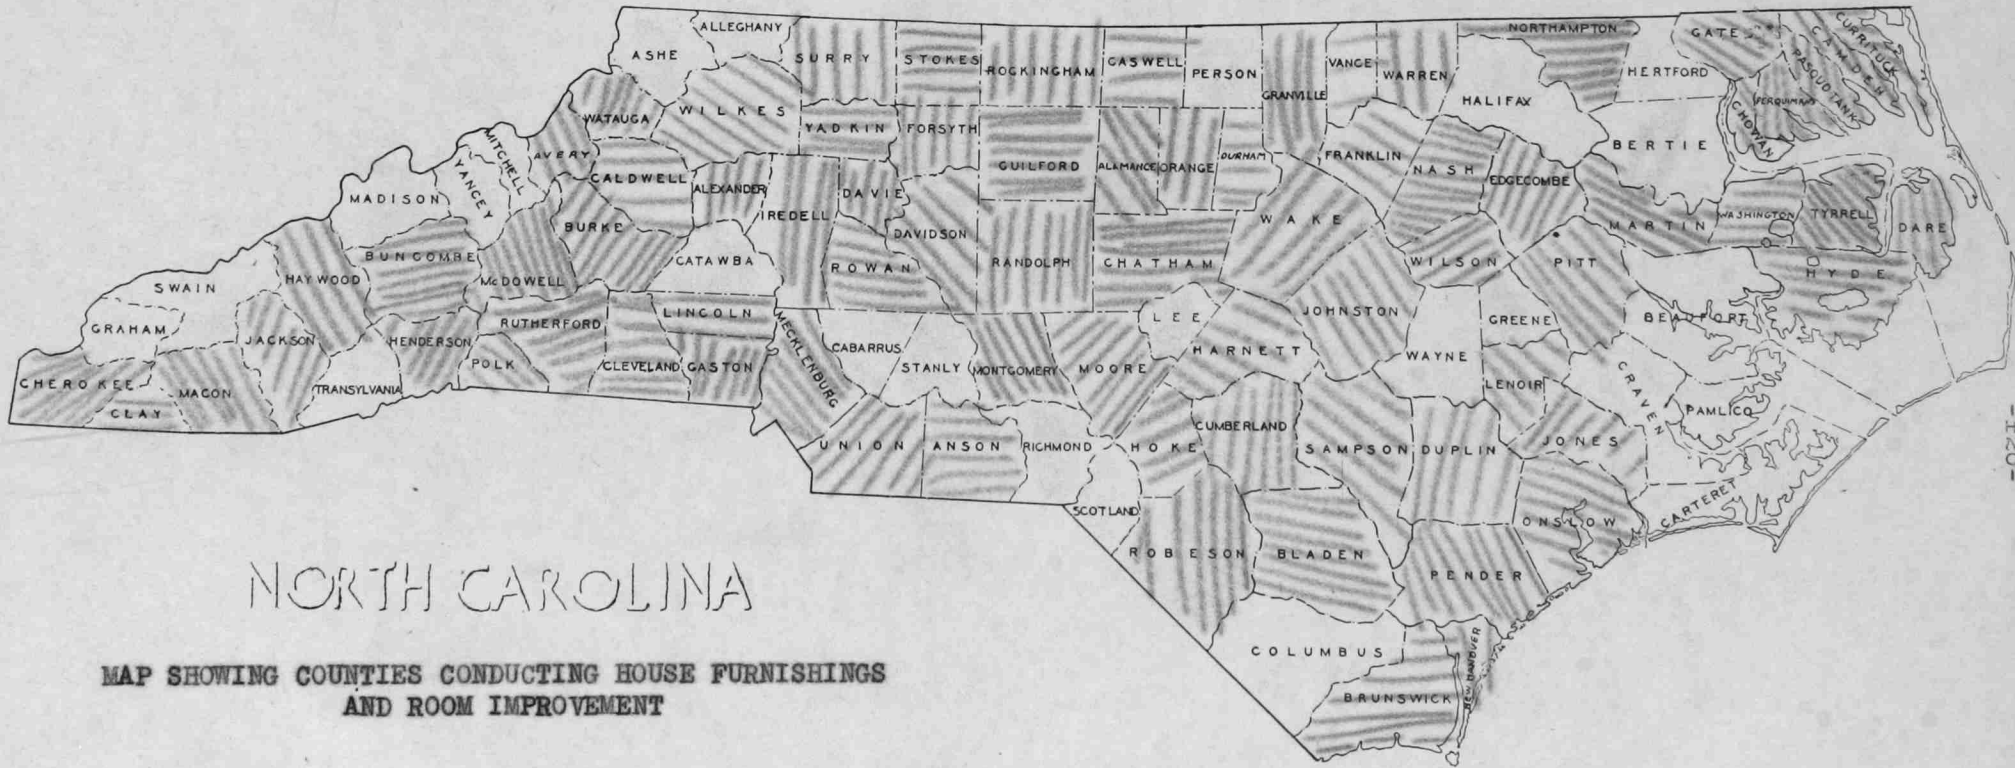 ALLEGHANY
ASHE
SURRY
STOKES
ROCKINGHAM
CASWELL
PERSON
GRANVILLE
VANCE
WARREN
NORTHAMPTON
GATES
CURRITUCK
CAMDEN
PASQUOTANK
PERQUIMANS
CHOWAN
HERTFORD
HALIFAX
BERTIE
WATAUGA
WILKES
YADKIN
FORSYTH
GUILFORD
ALAMANCE
ORANGE
DURHAM
FRANKLIN
NASH
EDGECOMBE
MITCHELL
AVERY
YANCEY
MADISON
CALDWELL
ALEXANDER
IREDELL
DAVIE
DAVIDSON
RANDOLPH
CHATHAM
WAKE
WILSON
MARTIN
WASHINGTON
TYRRELL
DARE
BURKE
BUNCOMBE
McDOWELL
CATAWBA
ROWAN
HAYWOOD
SWAIN
GRAHAM
JACKSON
HENDERSON
RUTHERFORD
LINCOLN
MECKLENBURG
CABARRUS
STANLY
MONTGOMERY
MOORE
LEE
HARNETT
JOHNSTON
WAYNE
GREENE
PITT
BEAUFORT
HYDE
CHEROKEE
CLAY
MACON
TRANSYLVANIA
POLK
CLEVELAND
GASTON
LENOIR
CRAVEN
PAMLICO
UNION
ANSON
RICHMOND
HOKE
CUMBERLAND
SAMPSON
DUPLIN
JONES
SCOTLAND
ROBESON
BLADEN
PENDER
ONSLOW
CARTERET
COLUMBUS
BRUNSWICK
NEW HANOVER
NORTH CAROLINA
MAP SHOWING COUNTIES CONDUCTING HOUSE FURNISHINGS
AND ROOM IMPROVEMENT